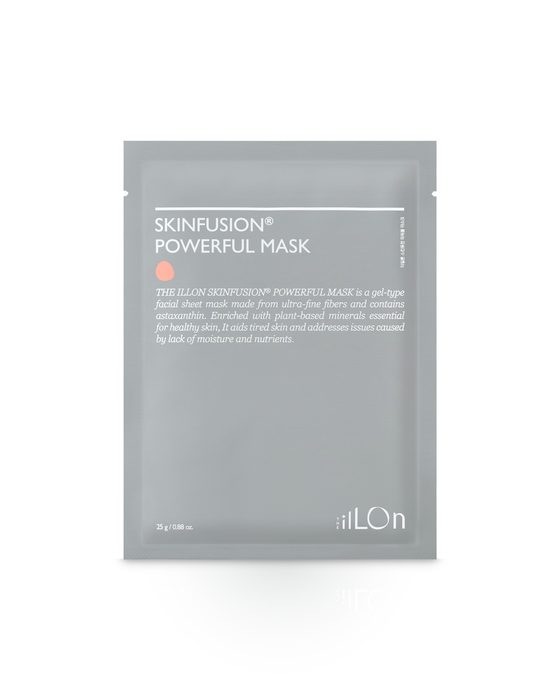 SKINFUSION®
POWERFUL MASK
THE ILLON SKINFUSION® POWERFUL MASK is a gel-type
facial sheet mask made from ultra-fine fibers and contains
astaxanthin. Enriched with plant-based minerals essential
for healthy skin, It aids tired skin and addresses issues caused
by lack of moisture and nutrients.
25 g / 0.88 oz.
THE illOn